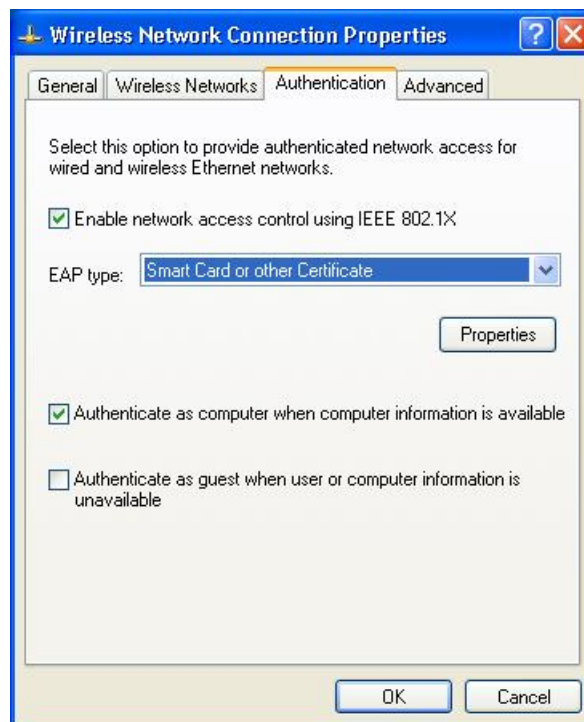 Wireless Network Connection Properties
General Wireless Networks Authentication Advanced
Select this option to provide authenticated network access for
wired and wireless Ethernet networks.
Enable network access control using IEEE 802.1X
EAP type: Smart Card or other Certificate
Properties
Authenticate as computer when computer information is available
Authenticate as guest when user or computer information is
unavailable
OK Cancel